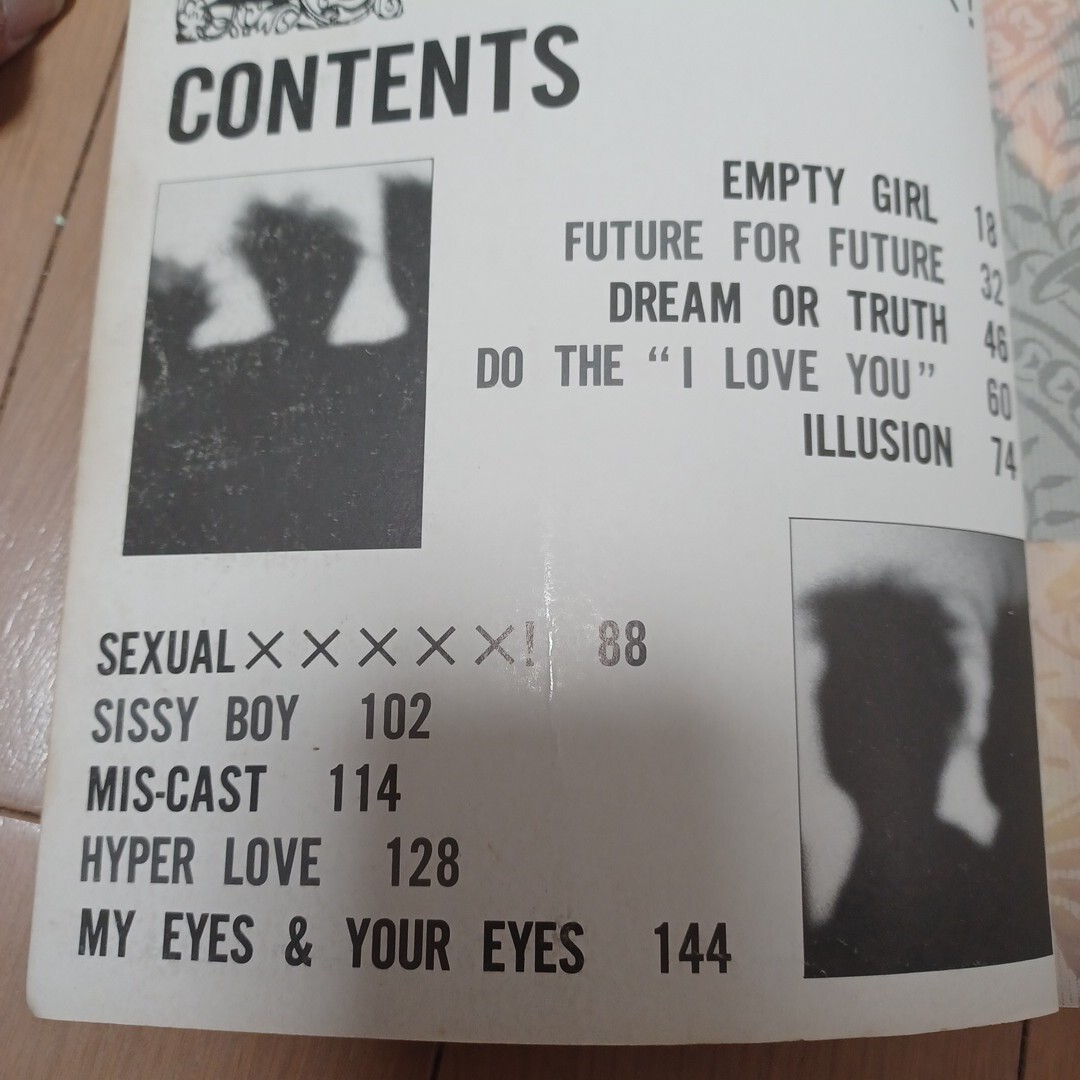 CONTENTS
EMPTY GIRL 18
FUTURE FOR FUTURE 32
DREAM OR TRUTH 46
DO THE “I LOVE YOU” 60
ILLUSION 74
SEXUAL×××××! 88
SISSY BOY 102
MIS-CAST 114
HYPER LOVE 128
MY EYES & YOUR EYES 144